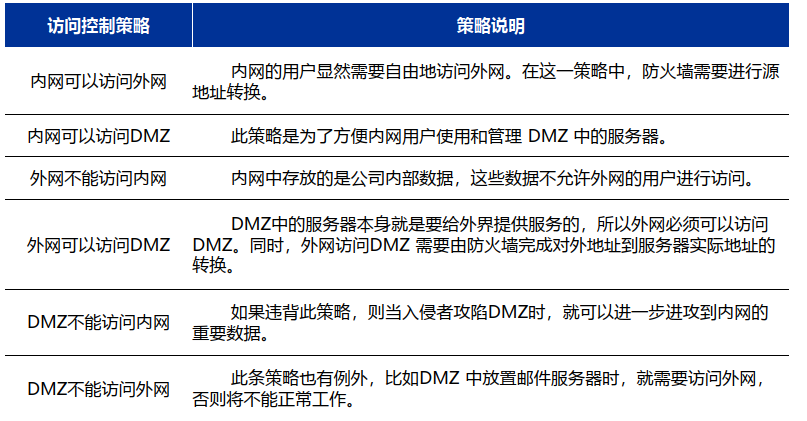 访问控制策略
策略说明
内网可以访问外网
内网的用户显然需要自由地访问外网。在这一策略中，防火墙需要进行源
地址转换。
内网可以访问DMZ
此策略是为了方便内网用户使用和管理 DMZ 中的服务器。
外网不能访问内网
内网中存放的是公司内部数据，这些数据不允许外网的用户进行访问。
外网可以访问DMZ
DMZ中的服务器本身就是要给外界提供服务的，所以外网必须可以访问
DMZ。同时，外网访问DMZ 需要由防火墙完成对外地址到服务器实际地址的
转换。
DMZ不能访问内网
如果违背此策略，则当入侵者攻陷DMZ时，就可以进一步进攻到内网的
重要数据。
DMZ不能访问外网
此条策略也有例外，比如DMZ 中放置邮件服务器时，就需要访问外网，
否则将不能正常工作。